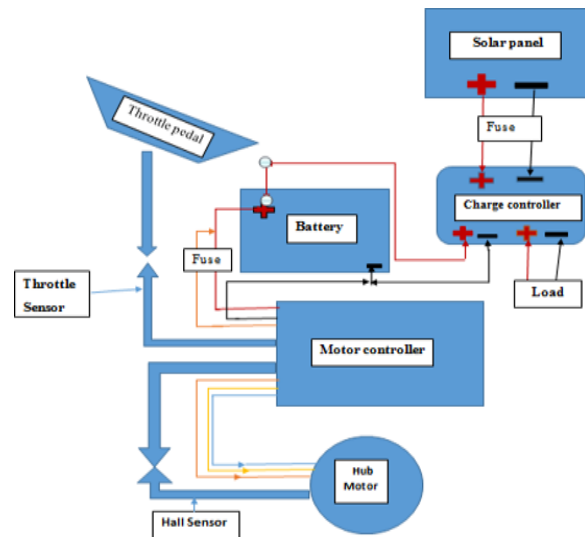 Solar panel
Throttle pedal
Fuse
Charge controller
Battery
Fuse
Throttle
Sensor
Load
Motor controller
Hub
Motor
Hall Sensor